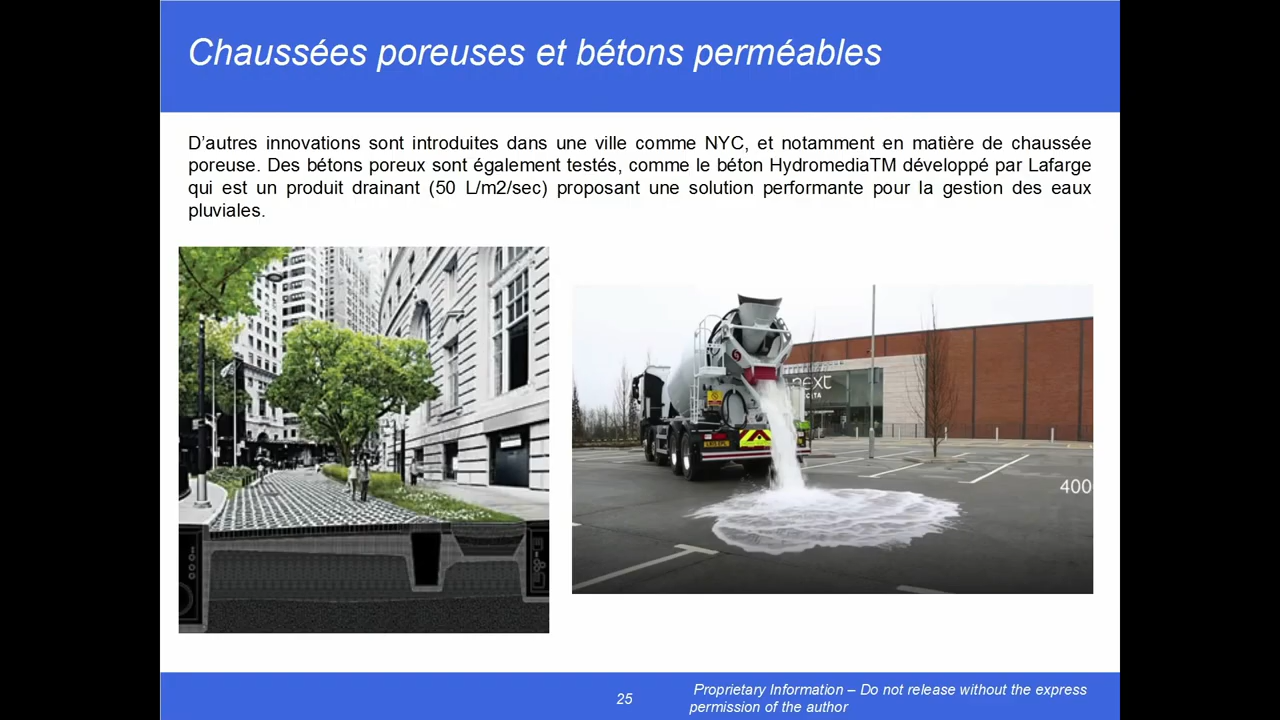 Chaussées poreuses et bétons perméables
D’autres innovations sont introduites dans une ville comme NYC, et notamment en matière de chaussée
poreuse. Des bétons poreux sont également testés, comme le béton HydromediaTM développé par Lafarge
qui est un produit drainant (50 L/m2/sec) proposant une solution performante pour la gestion des eaux
pluviales.
next
400
25
Proprietary Information – Do not release without the express
permission of the author